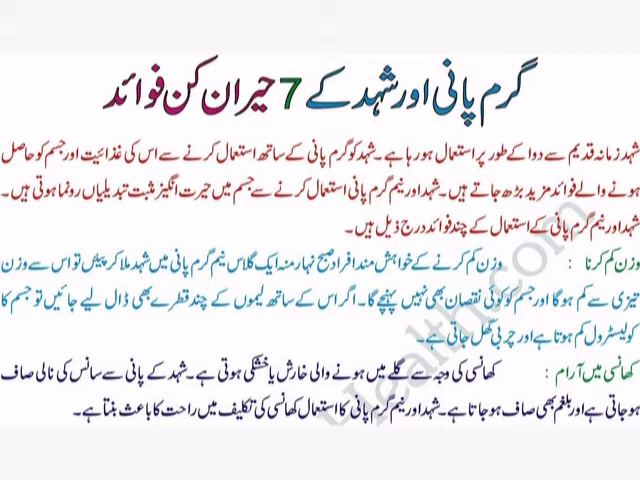 گرم پانی اور شہد کے 7 حیران کن فوائد
شہد زمانہ قدیم سے دوا کے طور پر استعمال ہو رہا ہے۔ شہد کو گرم پانی کے ساتھ استعمال کرنے سے اس کی غذائیت اور جسم کو حاصل
ہونے والے فوائد مزید بڑھ جاتے ہیں۔ شہد اور نیم گرم پانی استعمال کرنے سے جسم میں حیرت انگیز مثبت تبدیلیاں رونما ہوتی ہیں۔
شہد اور نیم گرم پانی کے استعمال کے چند فوائد درج ذیل ہیں۔
وزن کم کرنا : وزن کم کرنے کے خواہش مند افراد صبح نہار منہ ایک گلاس نیم گرم پانی میں شہد ملا کر پیئں تو اس سے وزن
تیزی سے کم ہوگا اور جسم کو کوئی نقصان بھی نہیں پہنچے گا۔ اگر اس کے ساتھ لیموں کے چند قطرے بھی ڈال لیے جائیں تو جسم کا
کولیسٹرول کم ہوتا ہے اور چربی گھل جاتی ہے۔
کھانسی میں آرام : کھانسی کی وجہ سے گلے میں ہونے والی خارش یا خشکی ہوتی ہے۔ شہد کے پانی سے سانس کی نالی صاف
ہو جاتی ہے اور بلغم بھی صاف ہو جاتا ہے۔ شہد اور نیم گرم پانی کا استعمال کھانسی کی تکلیف میں راحت کا باعث بنتا ہے۔